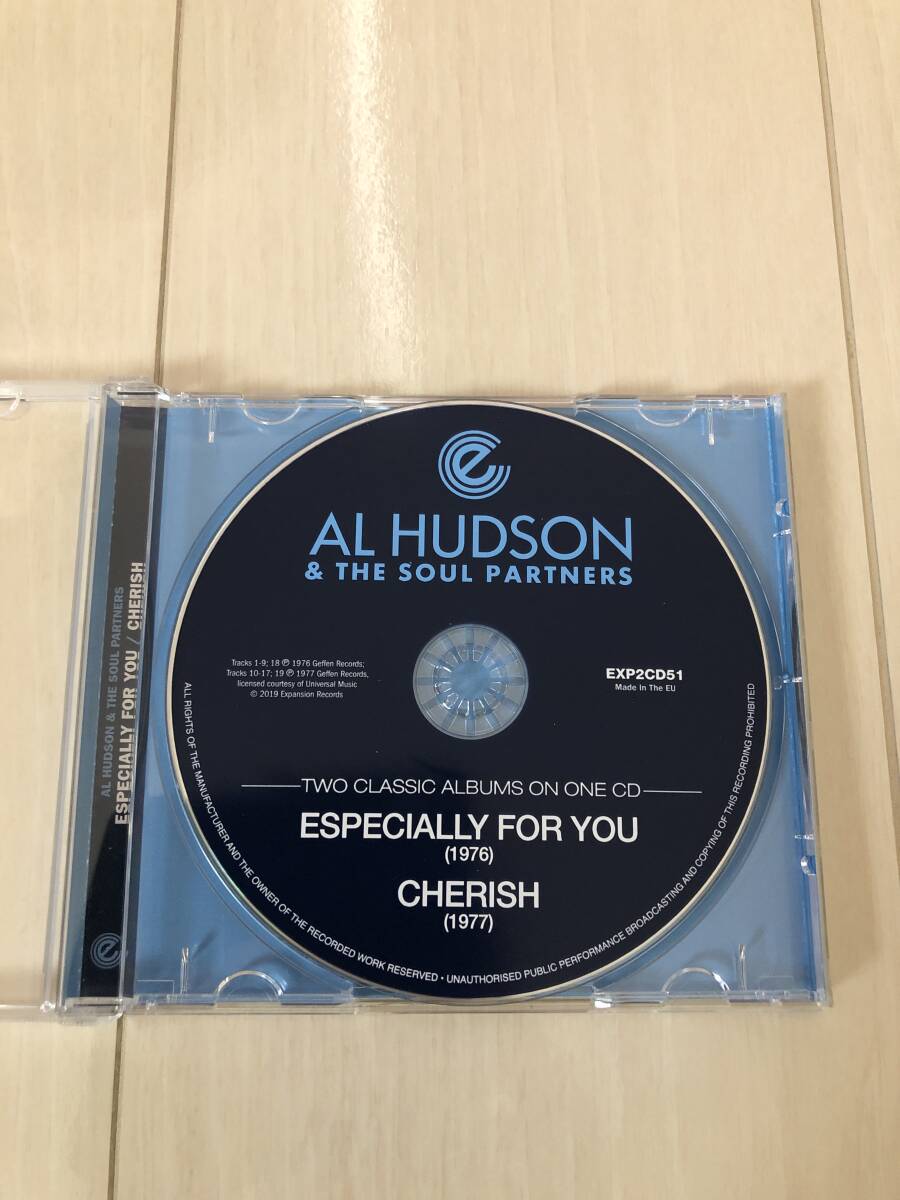 AL HUDSON & THE SOUL PARTNERS
ESPECIALLY FOR YOU / CHERISH
e
e
AL HUDSON
& THE SOUL PARTNERS
Tracks 1-9; 18 ℗ 1976 Geffen Records;
Tracks 10-17; 19 ℗ 1977 Geffen Records,
licensed courtesy of Universal Music
© 2019 Expansion Records
EXP2CD51
Made In The EU
TWO CLASSIC ALBUMS ON ONE CD
ESPECIALLY FOR YOU
(1976)
CHERISH
(1977)
ALL RIGHTS OF THE MANUFACTURER AND THE OWNER OF THE RECORDED WORK RESERVED • UNAUTHORISED PUBLIC PERFORMANCE BROADCASTING AND COPYING OF THIS RECORDING PROHIBITED